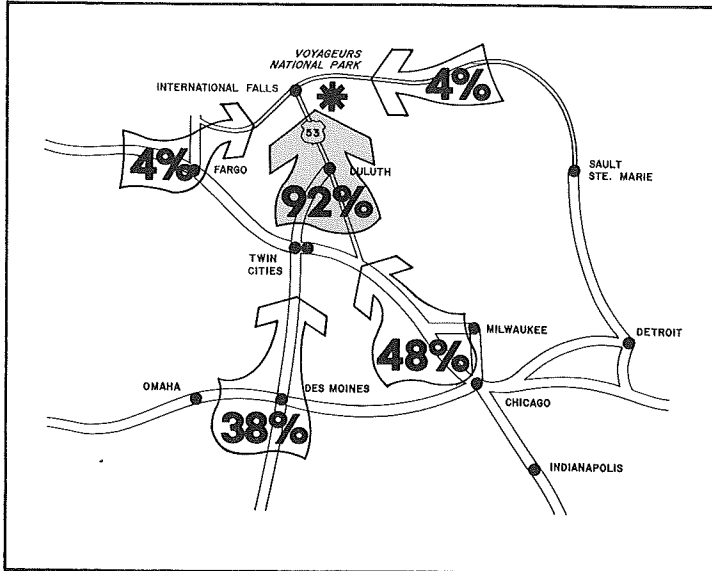 VOYAGEURS
NATIONAL PARK
INTERNATIONAL FALLS
4%
53
4%
FARGO
DULUTH
SAULT
STE. MARIE
92%
TWIN
CITIES
MILWAUKEE
DETROIT
48%
OMAHA
DES MOINES
CHICAGO
38%
INDIANAPOLIS